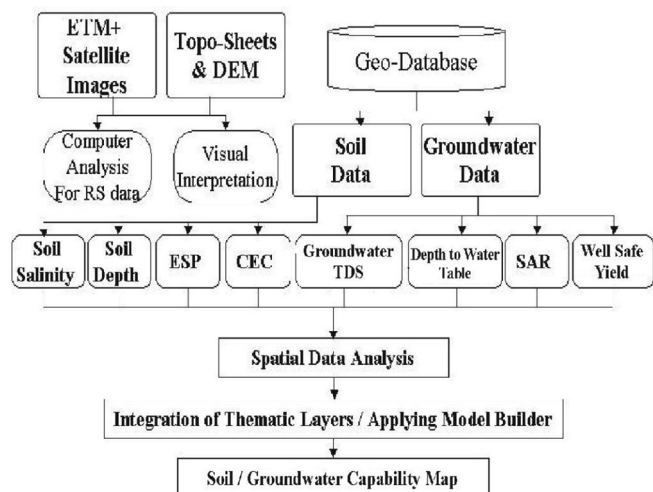 ETM+
Satellite
Images
Topo-Sheets
& DEM
Geo-Database
Computer
Analysis
For RS data
Visual
Interpretation
Soil
Data
Groundwater
Data
Soil
Salinity
Soil
Depth
ESP
CEC
Groundwater
TDS
Depth to Water
Table
SAR
Well Safe
Yield
Spatial Data Analysis
Integration of Thematic Layers / Applying Model Builder
Soil / Groundwater Capability Map